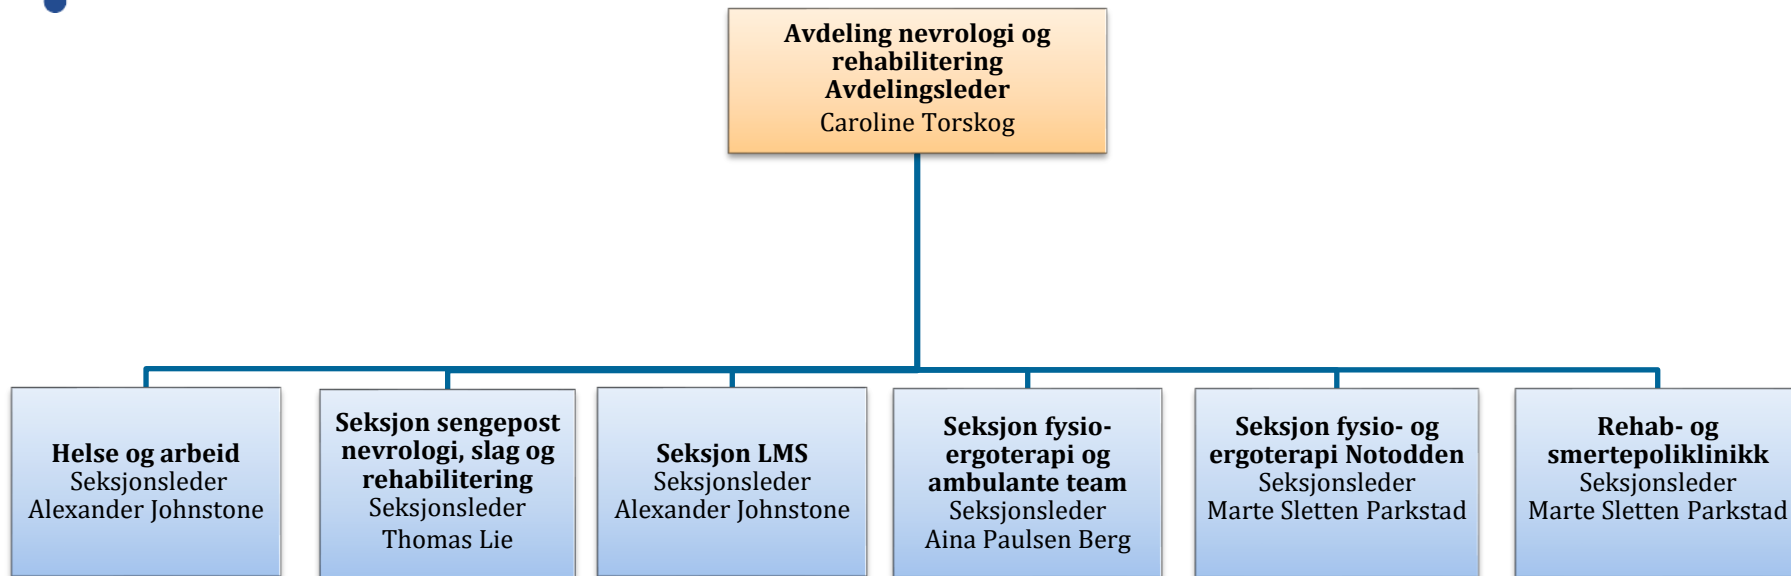 Avdeling nevrologi og
rehabilitering
Avdelingsleder
Caroline Torskog
Helse og arbeid
Seksjonsleder
Alexander Johnstone
Seksjon sengepost
nevrologi, slag og
rehabilitering
Seksjonsleder
Thomas Lie
Seksjon LMS
Seksjonsleder
Alexander Johnstone
Seksjon fysio-
ergoterapi og
ambulante team
Seksjonsleder
Aina Paulsen Berg
Seksjon fysio- og
ergoterapi Notodden
Seksjonsleder
Marte Sletten Parkstad
Rehab- og
smertepoliklinikk
Seksjonsleder
Marte Sletten Parkstad